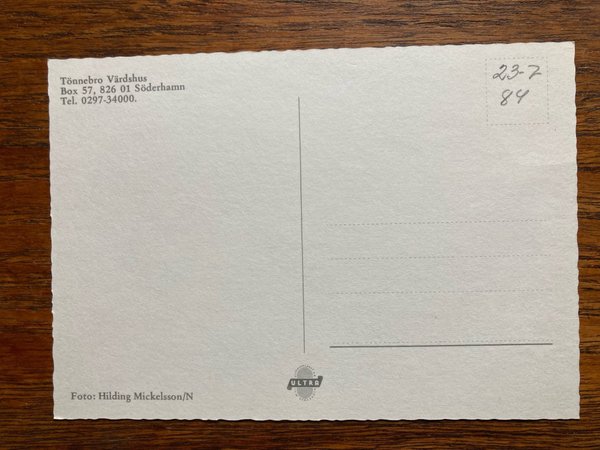 Tönnebro Värdshus
Box 57, 826 01 Söderhamn
Tel. 0297-34000.
23-7
84
ULTRA
Foto: Hilding Mickelsson/N